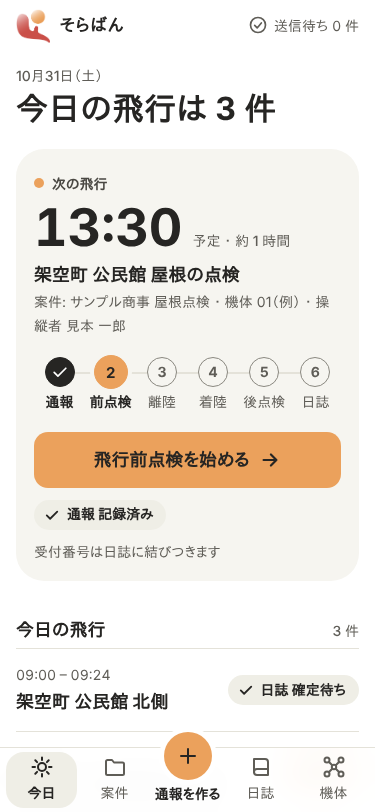 そらばん
送信待ち 0 件
10月31日（土）
今日の飛行は 3 件
次の飛行
13:30 予定・約 1 時間
架空町 公民館 屋根の点検
案件: サンプル商事 屋根点検・機体 01（例）・操
縦者 見本 一郎
2 3 4 5 6
通報 前点検 離陸 着陸 後点検 日誌
飛行前点検を始める →
通報 記録済み
受付番号は日誌に結びつきます
今日の飛行 3 件
09:00 – 09:24
架空町 公民館 北側
日誌 確定待ち
今日 案件 通報を作る 日誌 機体